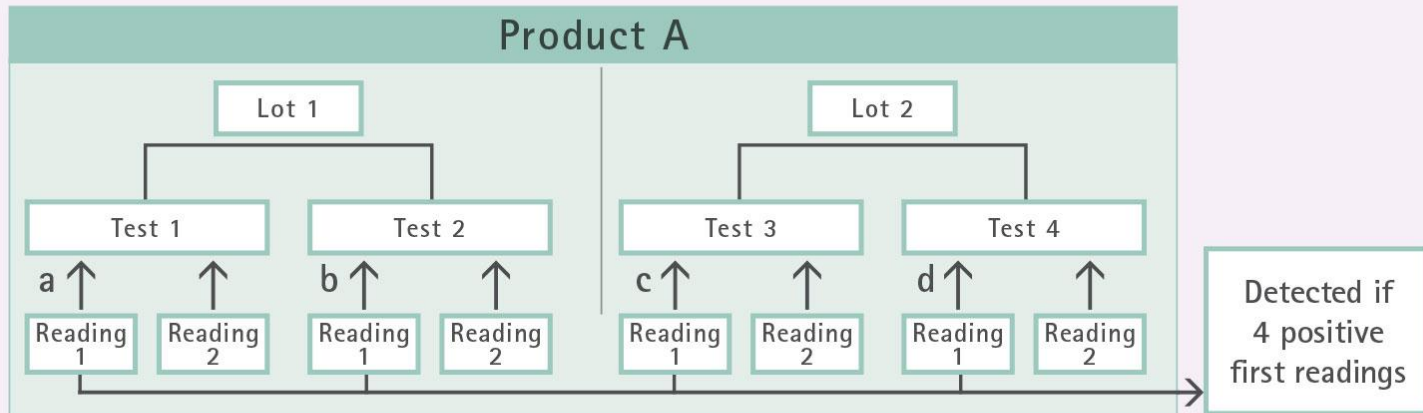 Product A
Lot 1
Lot 2
Test 1
Test 2
Test 3
Test 4
a
b
c
d
Reading
1
Reading
2
Reading
1
Reading
2
Reading
1
Reading
2
Reading
1
Reading
2
Detected if
4 positive
first readings